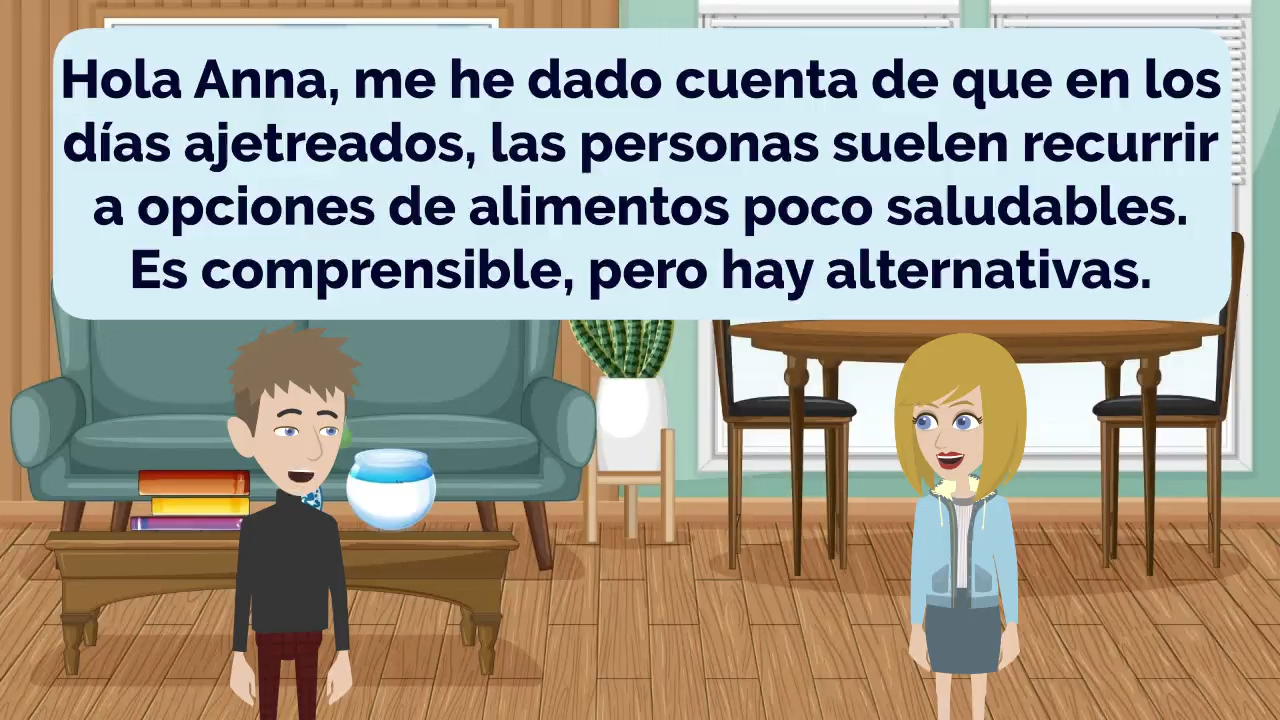 Hola Anna, me he dado cuenta de que en los
días ajetreados, las personas suelen recurrir
a opciones de alimentos poco saludables.
Es comprensible, pero hay alternativas.